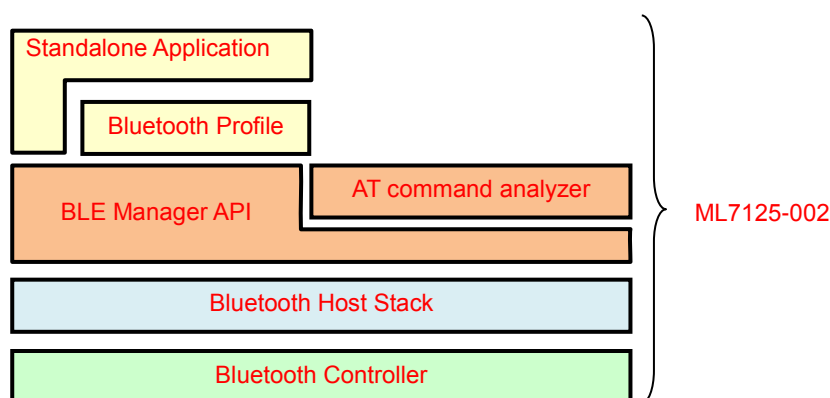 Standalone Application
Bluetooth Profile
AT command analyzer
BLE Manager API
ML7125-002
Bluetooth Host Stack
Bluetooth Controller